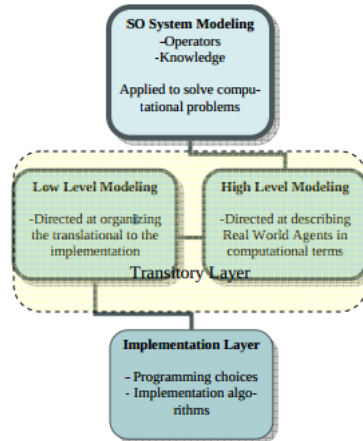 SO System Modeling
-Operators
-Knowledge
Applied to solve compu-
tational problems
Low Level Modeling
-Directed at organizing
the translational to the
implementation
High Level Modeling
-Directed at describing
Real World Agents in
computational terms
Transitory Layer
Implementation Layer
- Programming choices
- Implementation algo-
rithms